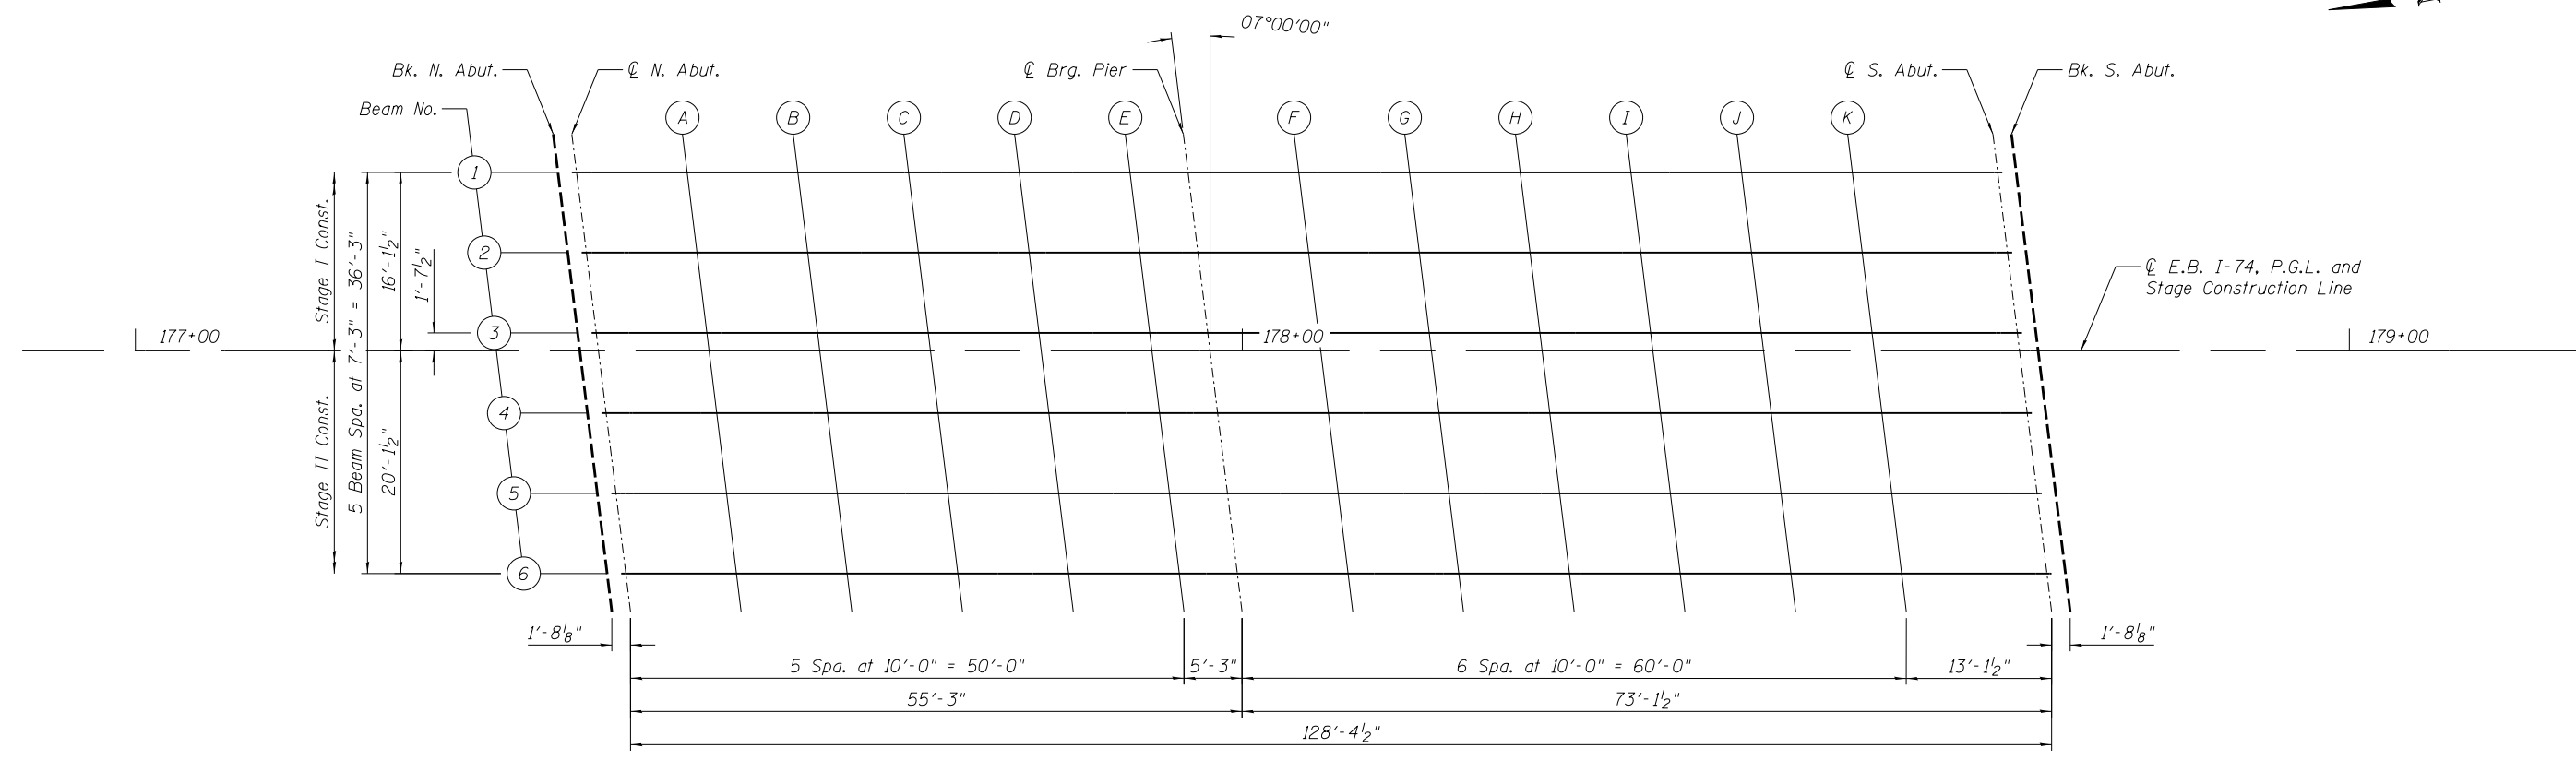 07°00'00"
Bk. N. Abut.
℄ N. Abut.
℄ Brg. Pier
℄ S. Abut.
Bk. S. Abut.
Beam No.
A
B
C
D
E
F
G
H
I
J
K
1
2
3
4
5
6
Stage I Const.
Stage II Const.
5 Beam Spa. at 7'-3" = 36'-3"
16'-1½"
20'-1½"
1'-7½"
℄ E.B. I-74, P.G.L. and
Stage Construction Line
177+00
178+00
179+00
1'-8⅛"
1'-8⅛"
5 Spa. at 10'-0" = 50'-0"
5'-3"
6 Spa. at 10'-0" = 60'-0"
13'-1½"
55'-3"
73'-1½"
128'-4½"